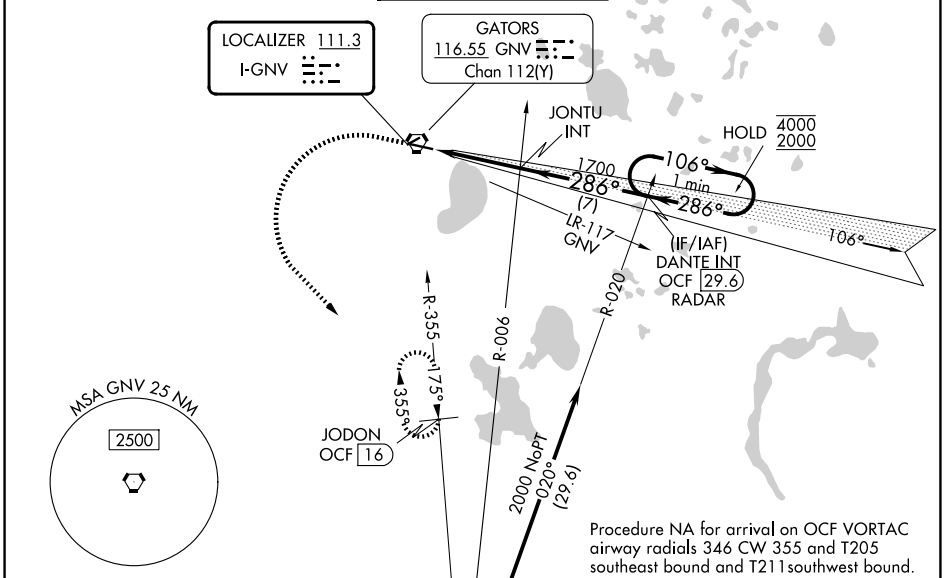 LOCALIZER 111.3
I-GNV
GATORS
116.55 GNV
Chan 112(Y)
JONTU
INT
HOLD
4000
2000
106°
1 min
286°
1700
286°
(7)
LR-117
GNV
106°
(IF/IAF)
DANTE INT
OCF 29.6
RADAR
R-020
R-355
R-006
175°
355°
MSA GNV 25 NM
2500
JODON
OCF 16
2000 NoPT
020°
(29.6)
Procedure NA for arrival on OCF VORTAC
airway radials 346 CW 355 and T205
southeast bound and T211southwest bound.